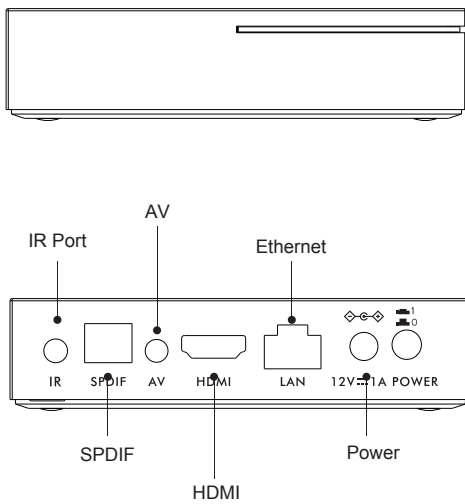 AV
IR Port
Ethernet
1
0
IR SPDIF AV HDMI LAN 12V⎓1A POWER
SPDIF
Power
HDMI